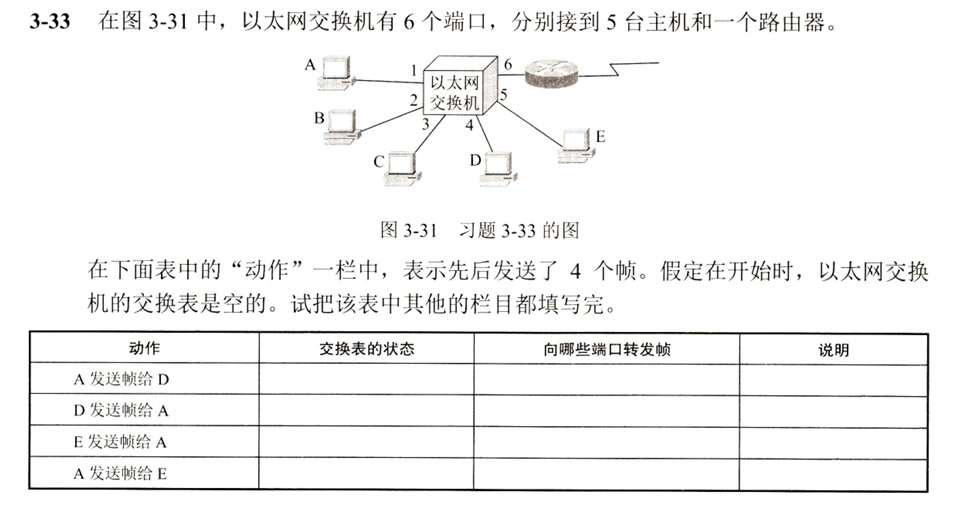 3-33 在图 3-31 中，以太网交换机有 6 个端口，分别接到 5 台主机和一个路由器。
A
1
以太网
交换机
6
2
5
B
3
4
E
C
D
图 3-31 习题 3-33 的图
在下面表中的“动作”一栏中，表示先后发送了 4 个帧。假定在开始时，以太网交换
机的交换表是空的。试把该表中其他的栏目都填写完。
动作 交换表的状态 向哪些端口转发帧 说明
A 发送帧给 D
D 发送帧给 A
E 发送帧给 A
A 发送帧给 E